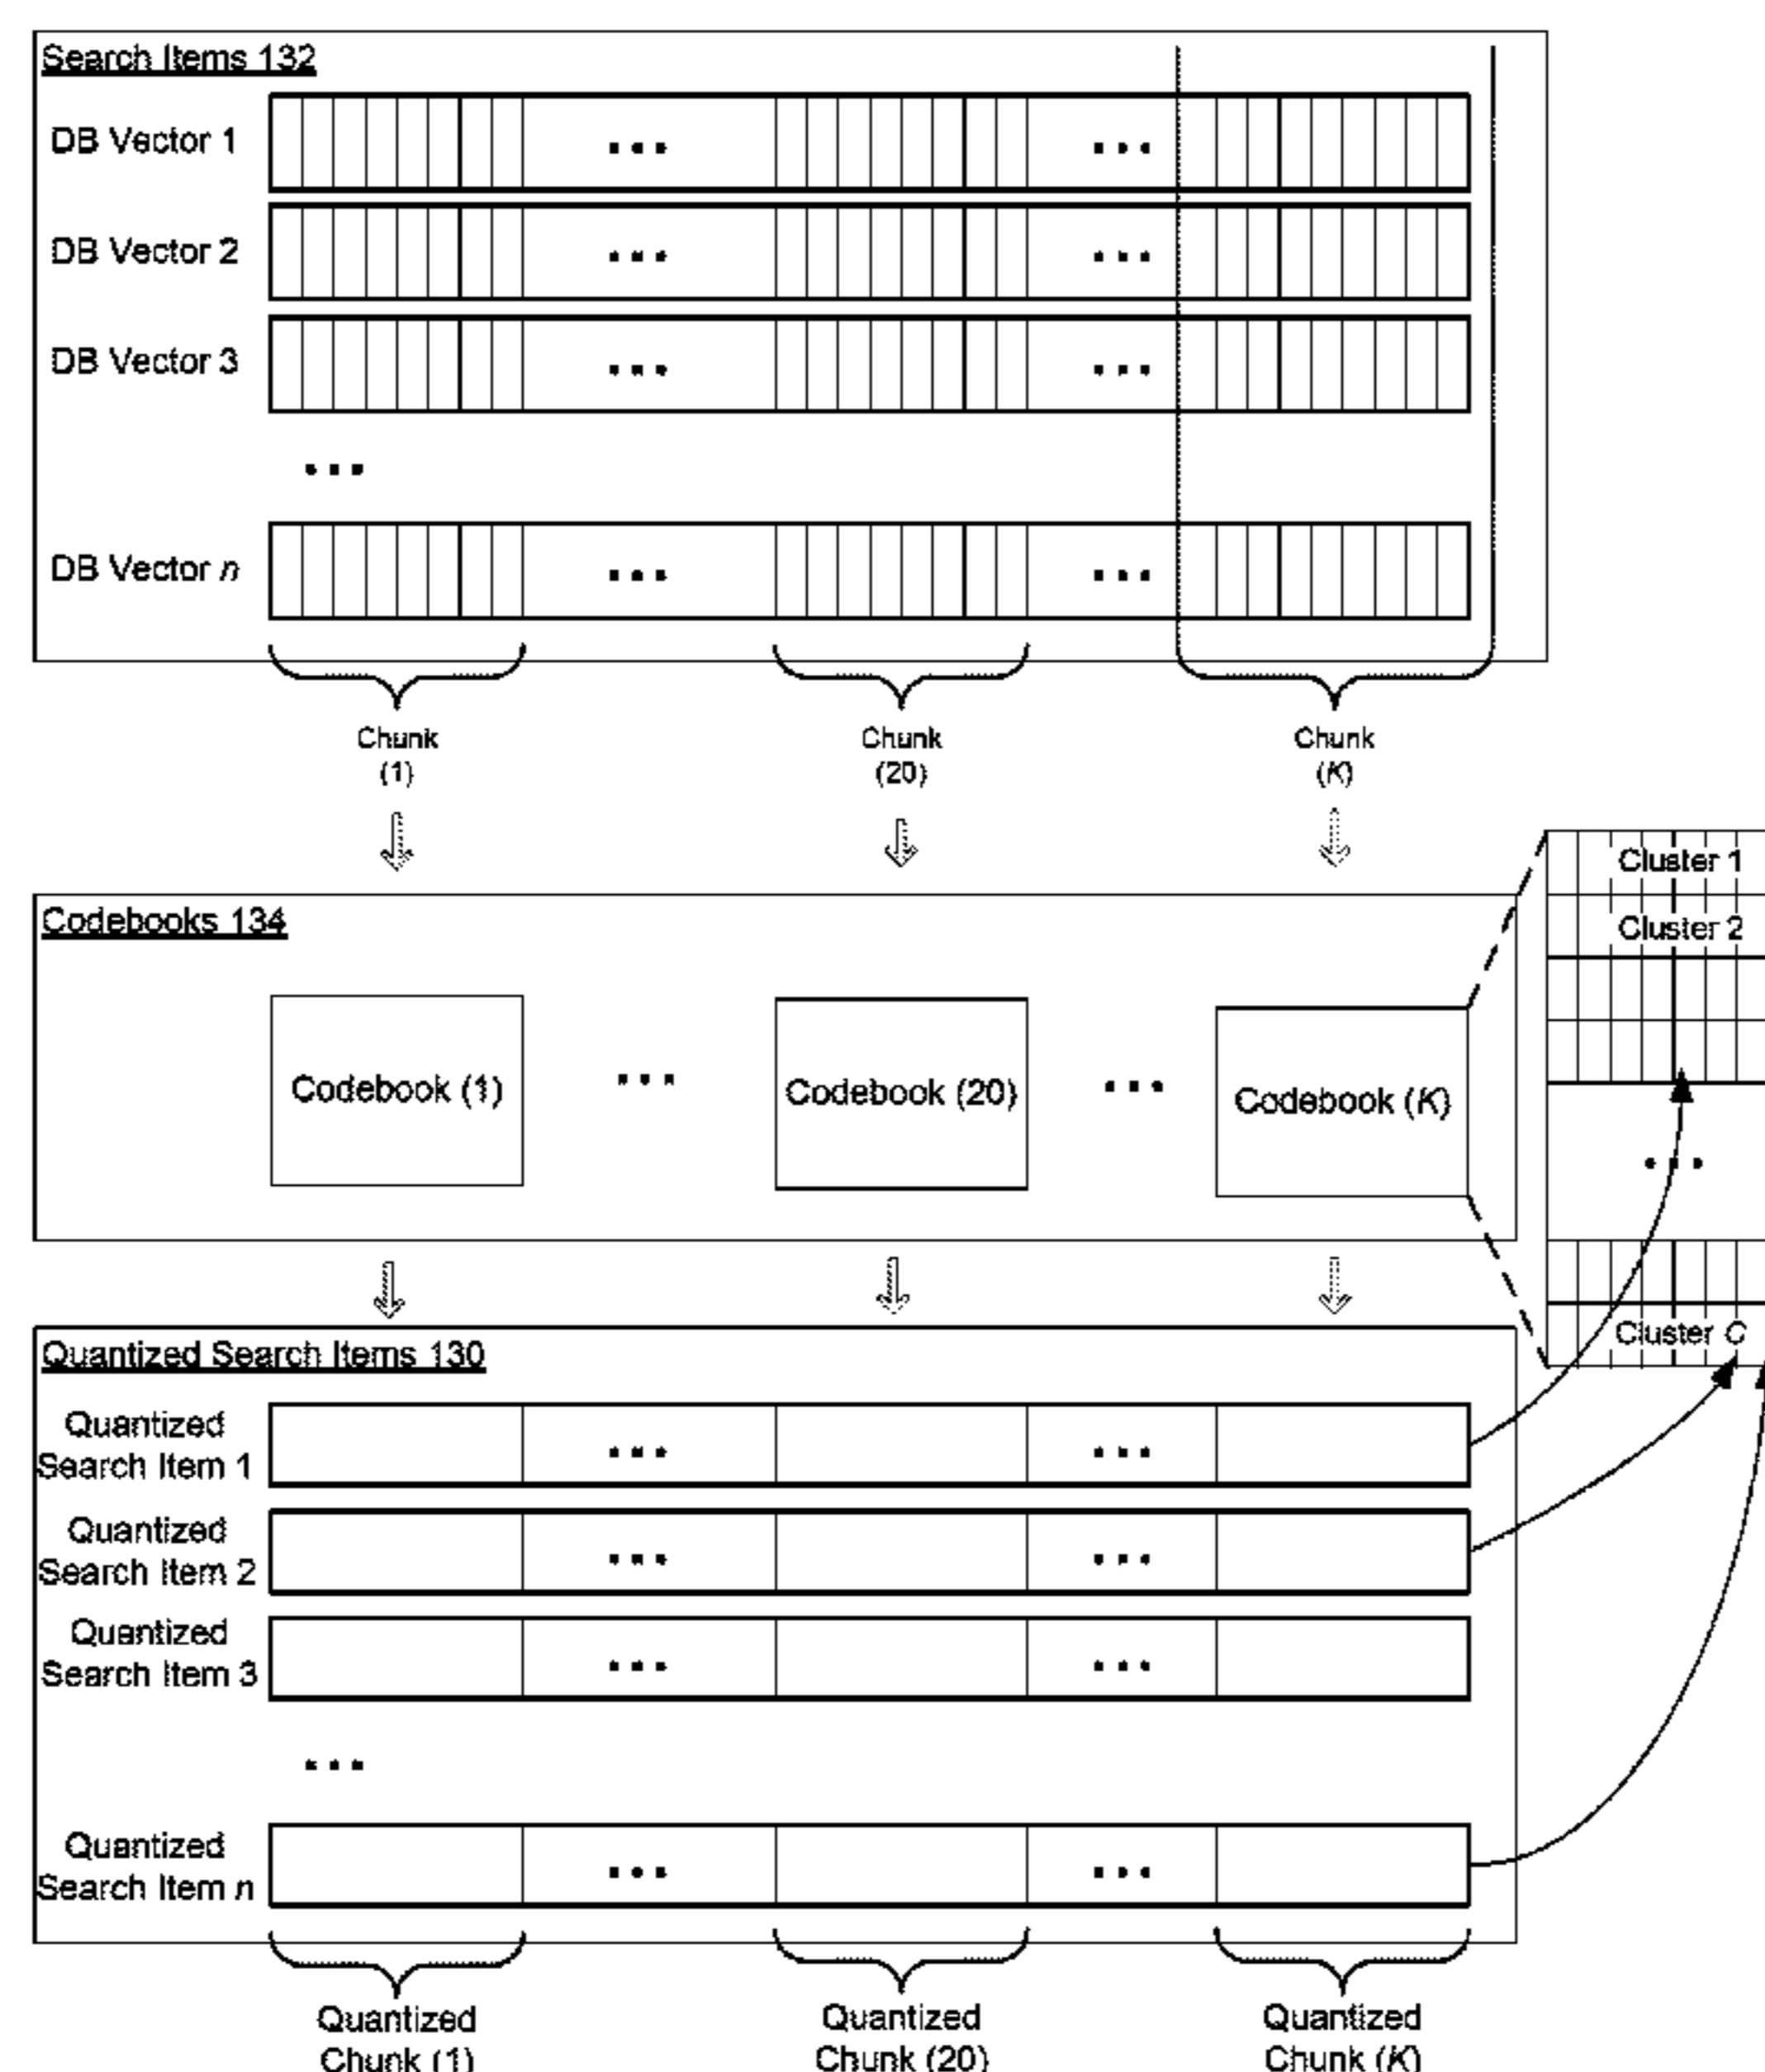 Search Items 132
DB Vector 1
DB Vector 2
DB Vector 3
DB Vector n
Chunk
(1)
Chunk
(20)
Chunk
(K)
Cluster 1
Cluster 2
Cluster C
Codebooks 134
Codebook (1)
Codebook (20)
Codebook (K)
Quantized Search Items 130
Quantized
Search Item 1
Quantized
Search Item 2
Quantized
Search Item 3
Quantized
Search Item n
Quantized
Chunk (1)
Quantized
Chunk (20)
Quantized
Chunk (K)